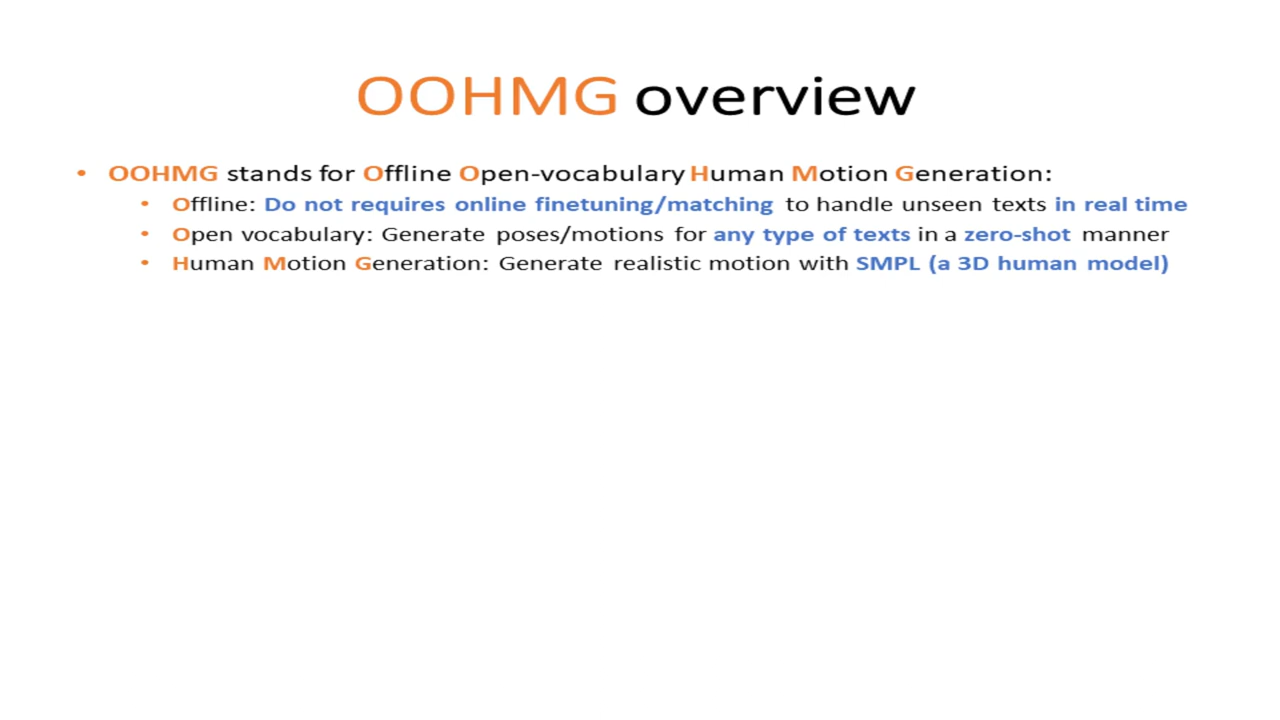 OOHMG overview
• OOHMG stands for Offline Open-vocabulary Human Motion Generation:
• Offline: Do not requires online finetuning/matching to handle unseen texts in real time
• Open vocabulary: Generate poses/motions for any type of texts in a zero-shot manner
• Human Motion Generation: Generate realistic motion with SMPL (a 3D human model)